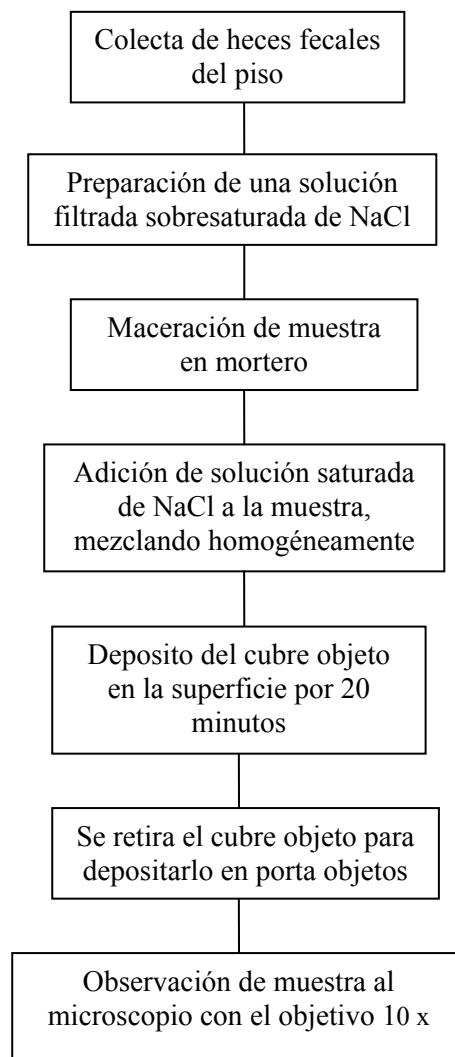 Colecta de heces fecales
del piso
Preparación de una solución
filtrada sobresaturada de NaCl
Maceración de muestra
en mortero
Adición de solución saturada
de NaCl a la muestra,
mezclando homogéneamente
Deposito del cubre objeto
en la superficie por 20
minutos
Se retira el cubre objeto para
depositarlo en porta objetos
Observación de muestra al
microscopio con el objetivo 10 x